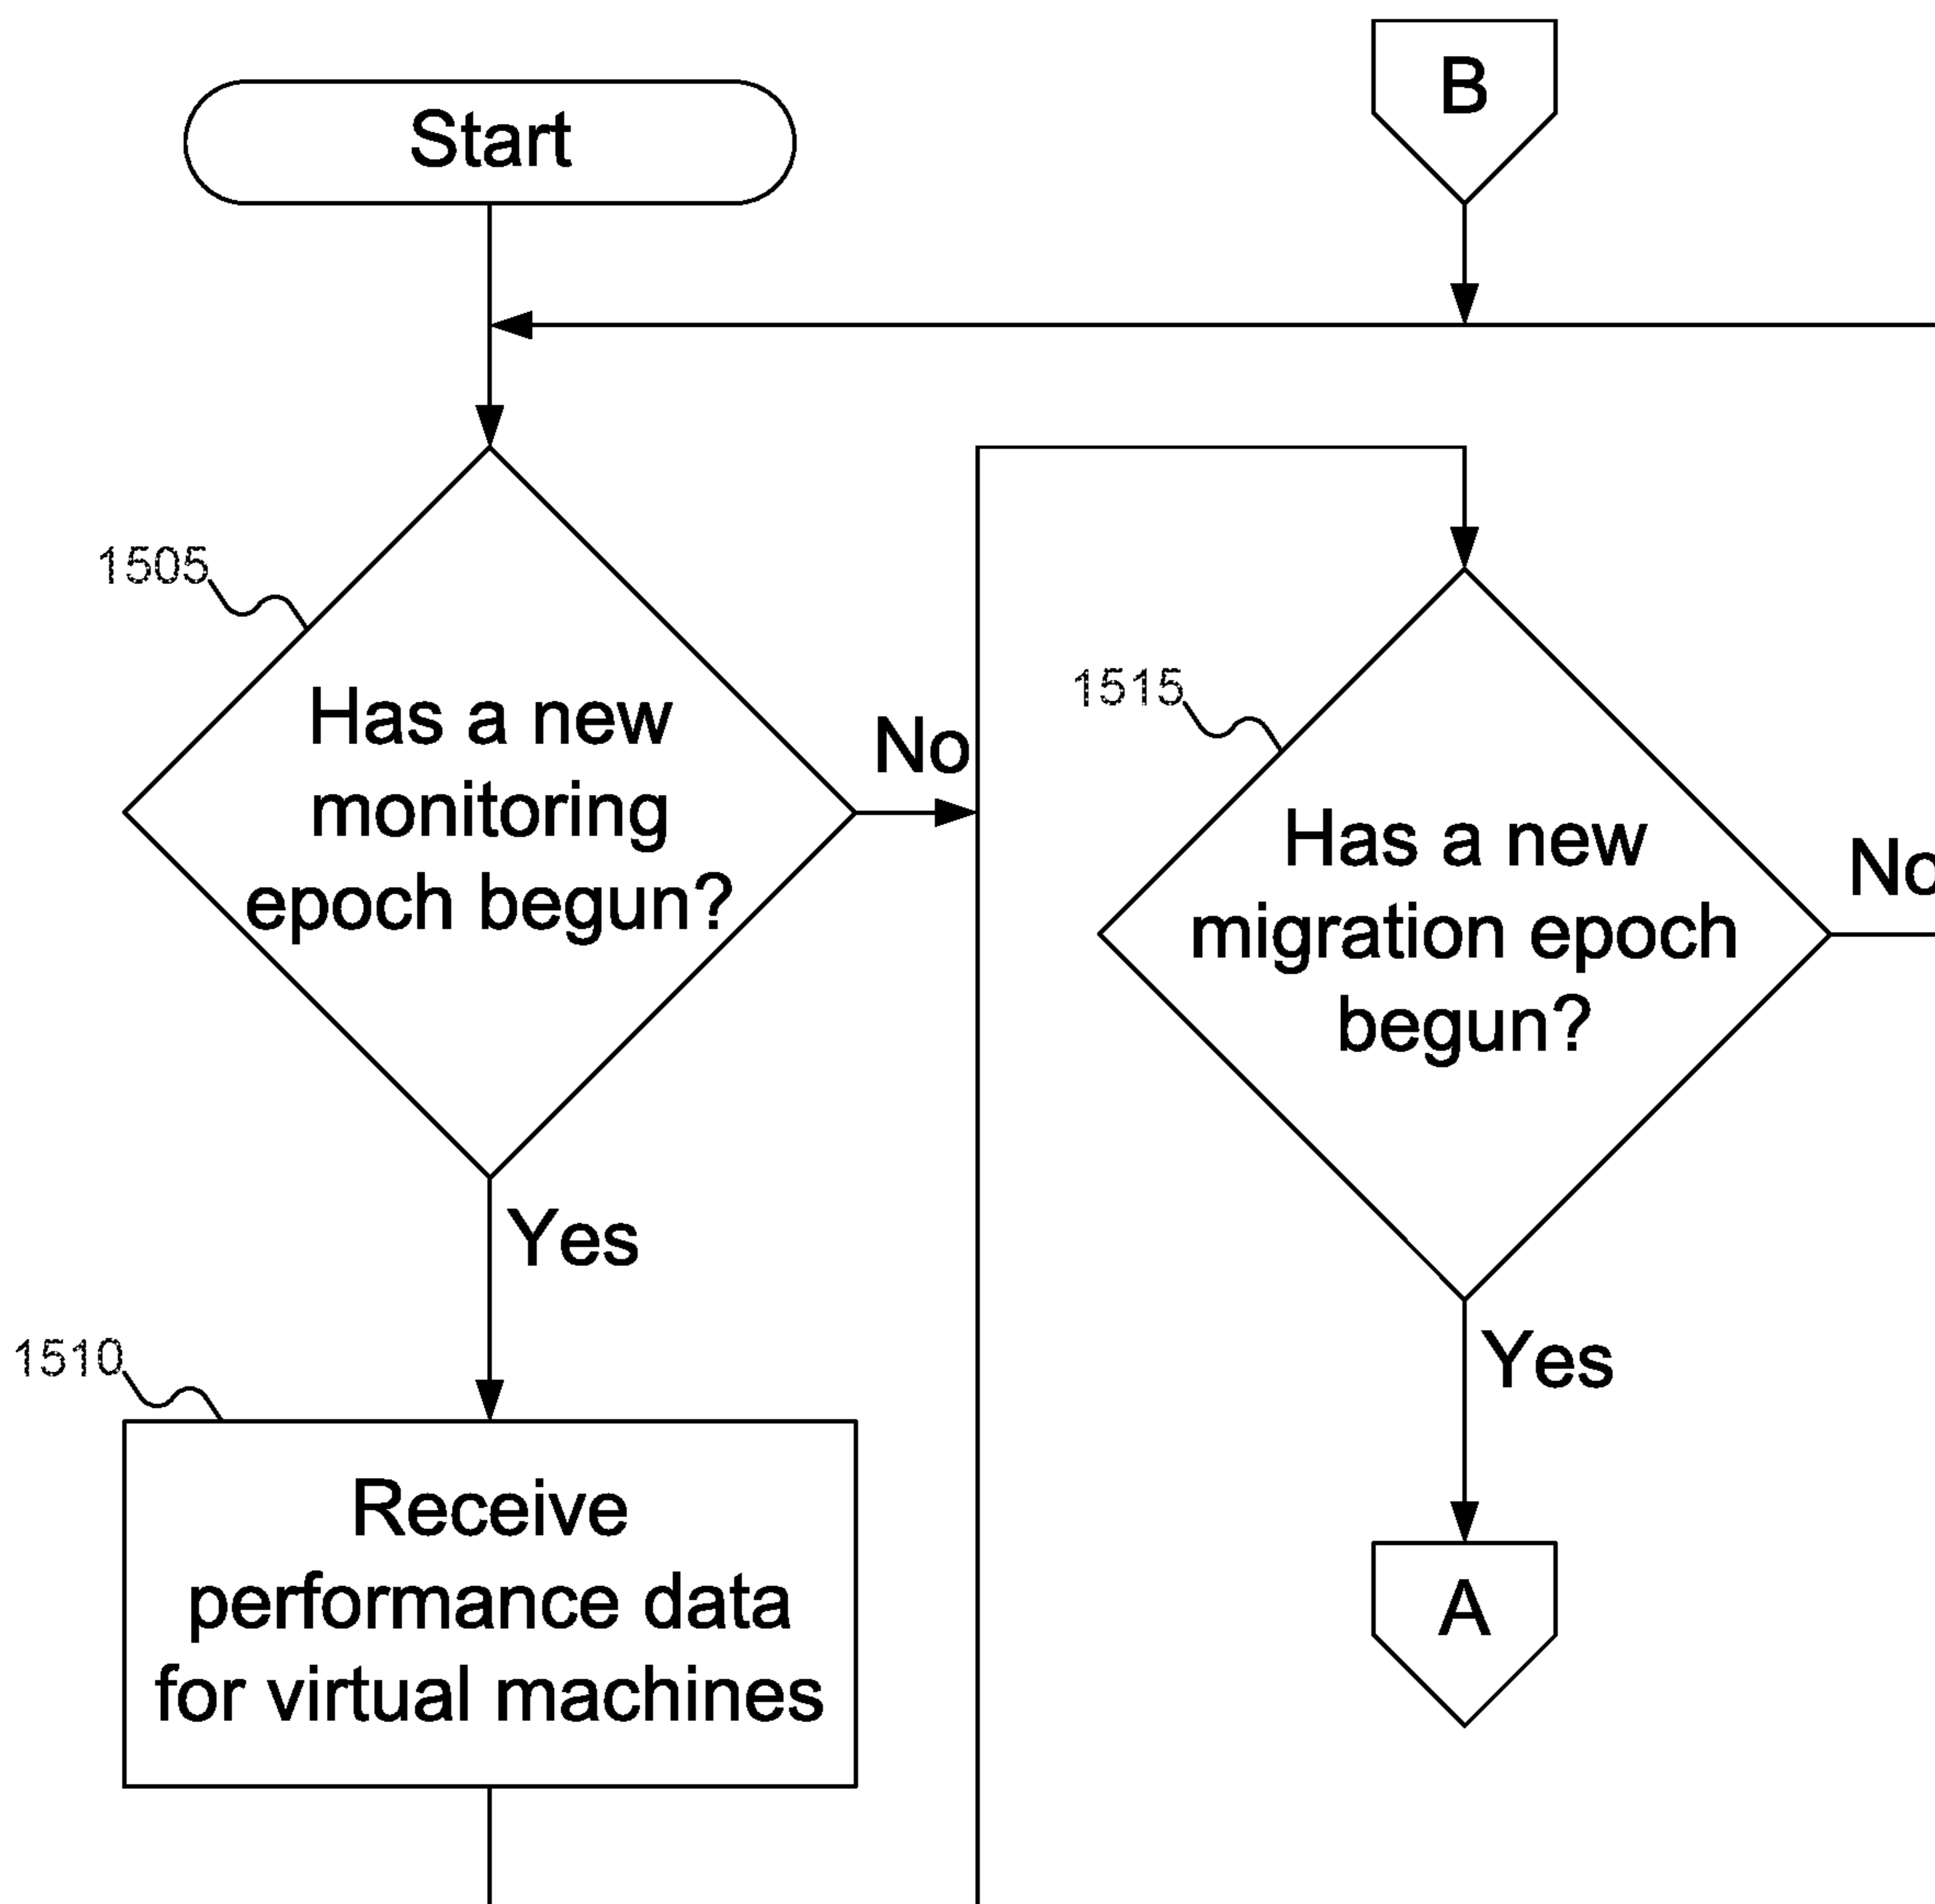 Start
B
1505
Has a new
monitoring
epoch begun?
No
1515
Has a new
migration epoch
begun?
No
Yes
Yes
1510
Receive
performance data
for virtual machines
A